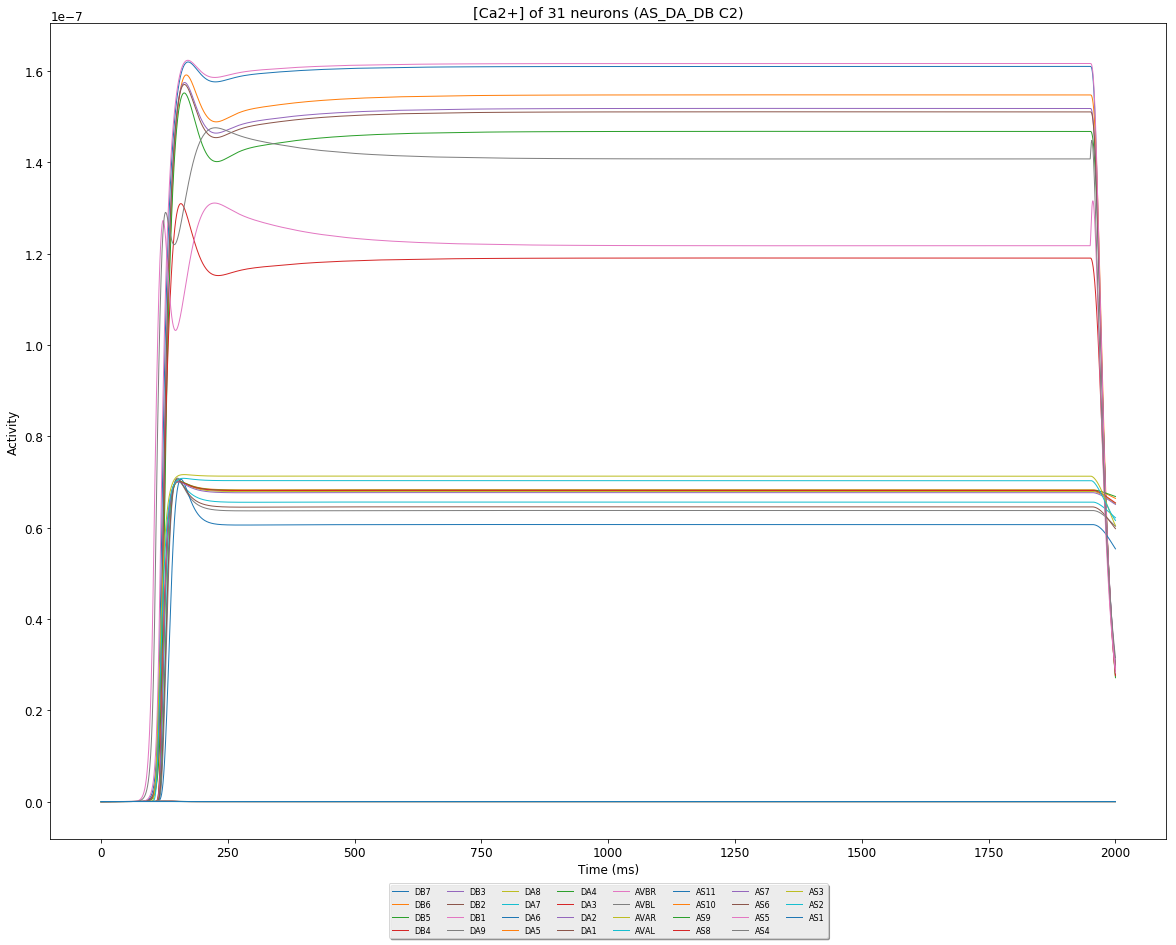 [Ca2+] of 31 neurons (AS_DA_DB C2)
1e−7
1.6
1.4
1.2
1.0
0.8
0.6
0.4
0.2
0.0
Activity
0 250 500 750 1000 1250 1500 1750 2000
Time (ms)
DB7 DB3 DA8 DA4 AVBR AS11 AS7 AS3
DB6 DB2 DA7 DA3 AVBL AS10 AS6 AS2
DB5 DB1 DA6 DA2 AVAR AS9 AS5 AS1
DB4 DA9 DA5 DA1 AVAL AS8 AS4